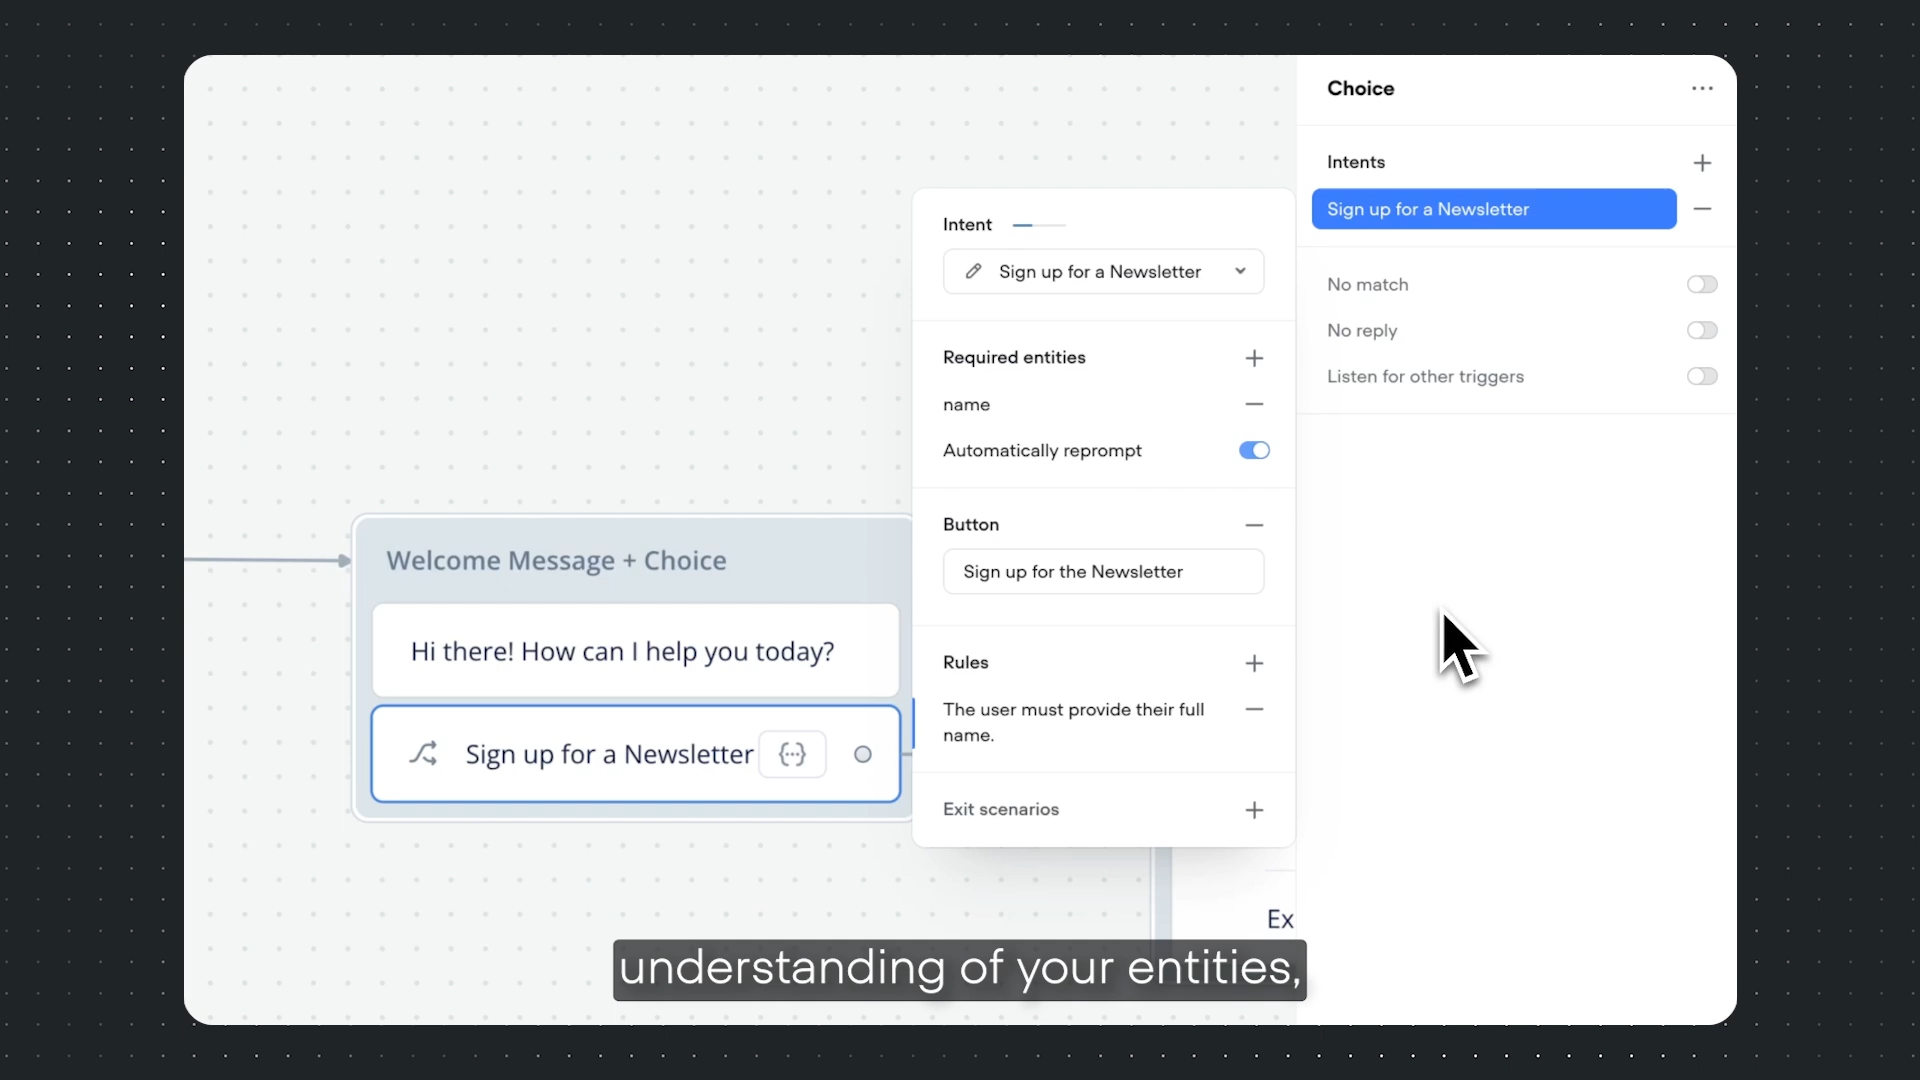 Choice
Intents
Sign up for a Newsletter
No match
No reply
Listen for other triggers
Intent
Sign up for a Newsletter
Required entities
name
Automatically reprompt
Button
Sign up for the Newsletter
Rules
The user must provide their full
name.
Exit scenarios
Welcome Message + Choice
Hi there! How can I help you today?
Sign up for a Newsletter
Ex
understanding of your entities,